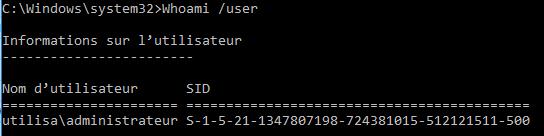 C:\Windows\system32>Whoami /user
Informations sur l’utilisateur
------------------------
Nom d’utilisateur SID
====================== ============================================
utilisa\administrateur S-1-5-21-1347807198-724381015-512121511-500